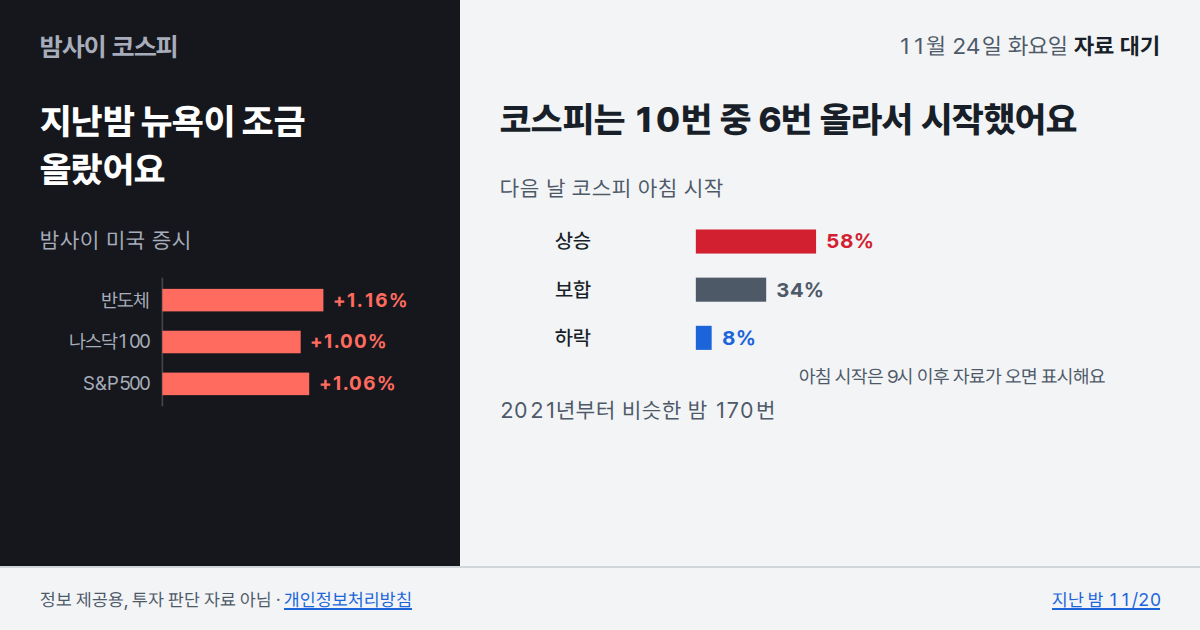 밤사이 코스피
지난밤 뉴욕이 조금
올랐어요
밤사이 미국 증시
반도체 +1.16%
나스닥100 +1.00%
S&P500 +1.06%
11월 24일 화요일 자료 대기
코스피는 10번 중 6번 올라서 시작했어요
다음 날 코스피 아침 시작
상승 58%
보합 34%
하락 8%
아침 시작은 9시 이후 자료가 오면 표시해요
2021년부터 비슷한 밤 170번
정보 제공용, 투자 판단 자료 아님 · 개인정보처리방침
지난 밤 11/20